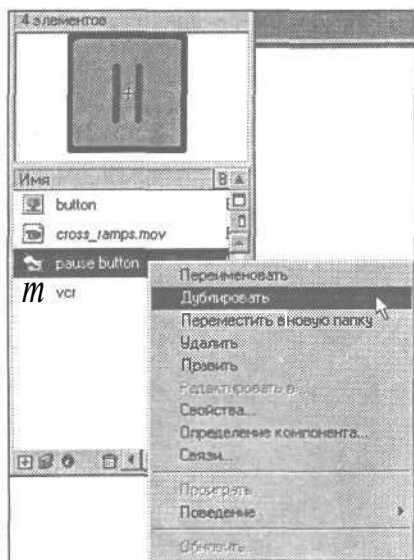 4 элементов
Имя В
button
cross_ramps.mov
pause button
m vcr
Переименовать
Дублировать
Переместить в новую папку
Удалить
Править
Редактировать в
Свойства...
Определение компонента...
Связи...
Проиграть
Поведение
Обновить